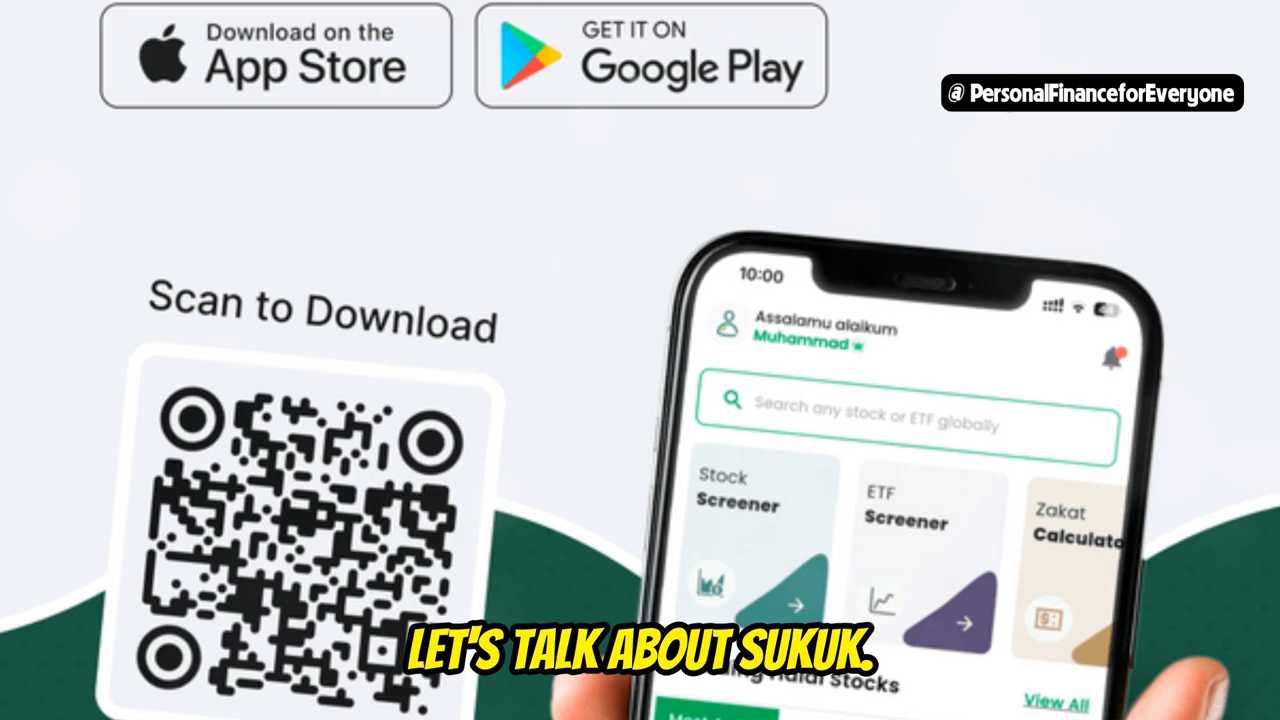 Download on the
App Store
GET IT ON
Google Play
@ PersonalFinanceforEveryone
Scan to Download
10:00
Assalamu alaikum
Muhammad
Search any stock or ETF globally
Stock
Screener
ETF
Screener
Zakat
Calculato
LET'S TALK ABOUT SUKUK.
Halal Stocks
View All